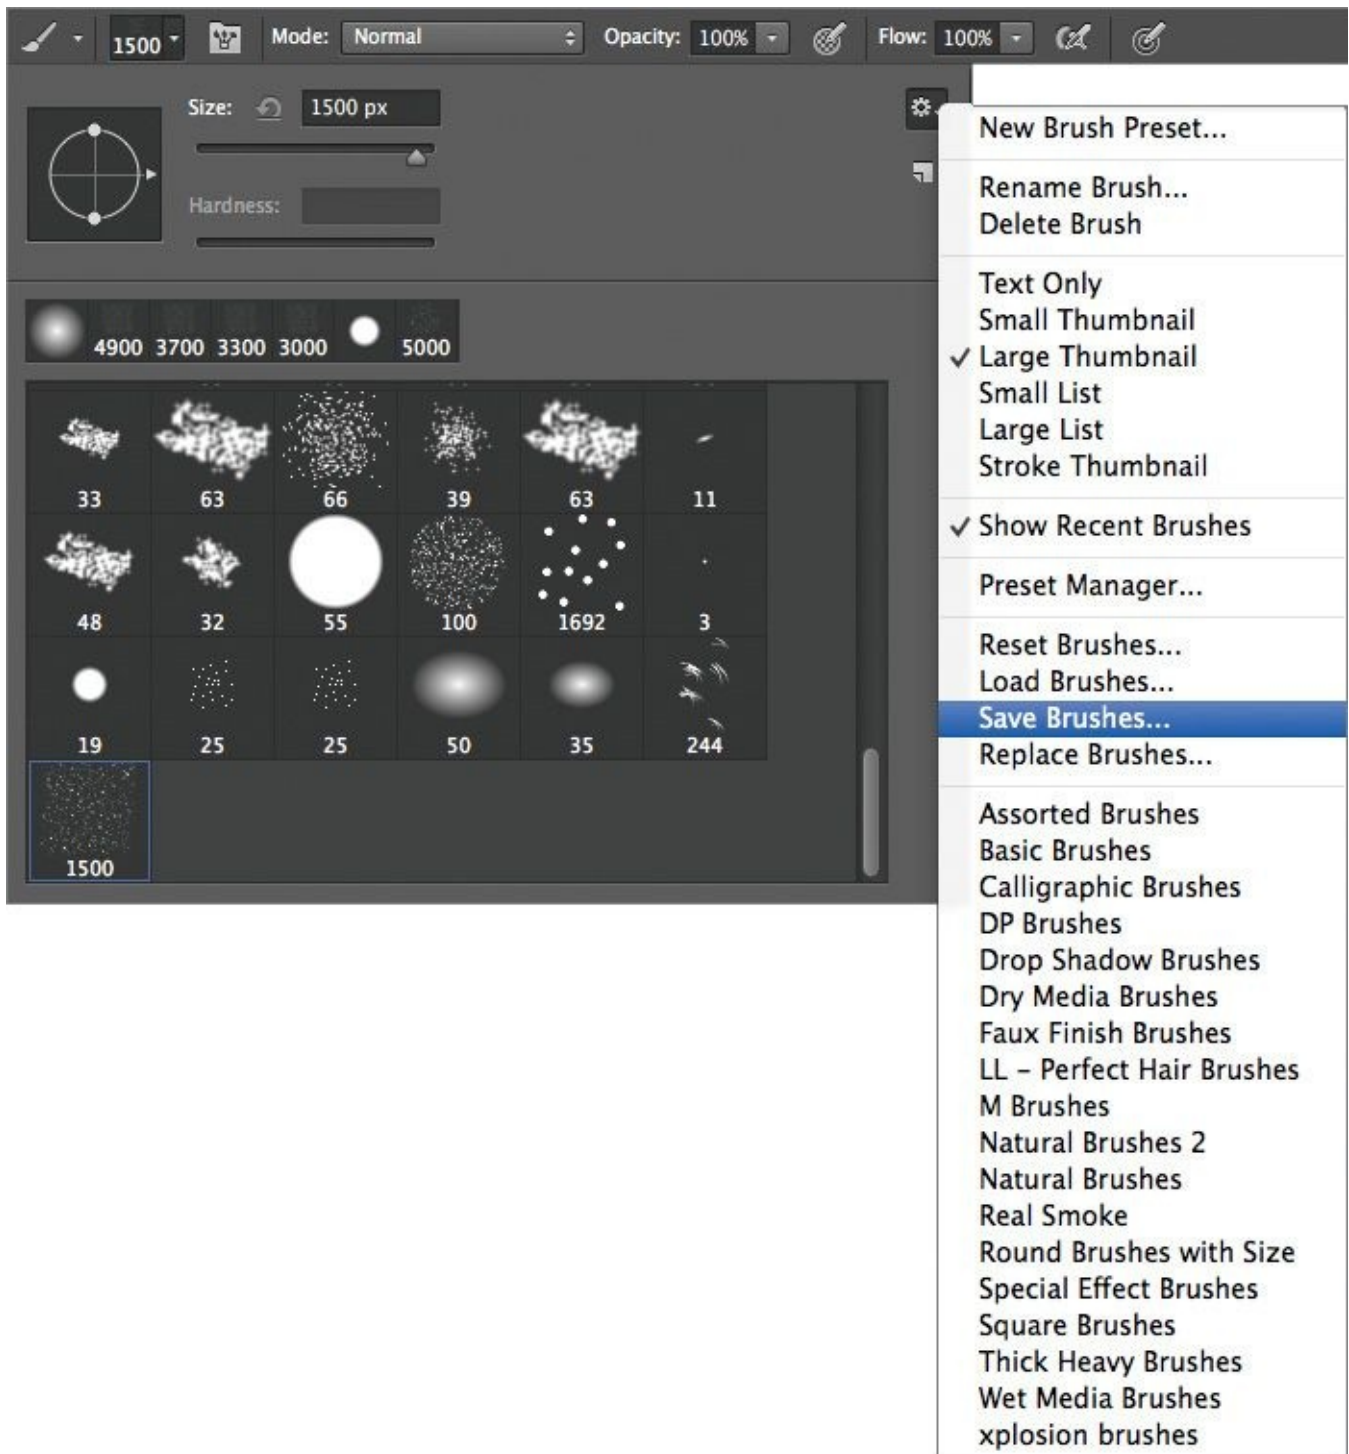 1500 Mode: Normal Opacity: 100% Flow: 100%
Size: 1500 px
Hardness:
4900 3700 3300 3000 5000
33 63 66 39 63 11
48 32 55 100 1692 3
19 25 25 50 35 244
1500
New Brush Preset...
Rename Brush...
Delete Brush
Text Only
Small Thumbnail
✓ Large Thumbnail
Small List
Large List
Stroke Thumbnail
✓ Show Recent Brushes
Preset Manager...
Reset Brushes...
Load Brushes...
Save Brushes...
Replace Brushes...
Assorted Brushes
Basic Brushes
Calligraphic Brushes
DP Brushes
Drop Shadow Brushes
Dry Media Brushes
Faux Finish Brushes
LL – Perfect Hair Brushes
M Brushes
Natural Brushes 2
Natural Brushes
Real Smoke
Round Brushes with Size
Special Effect Brushes
Square Brushes
Thick Heavy Brushes
Wet Media Brushes
xplosion brushes